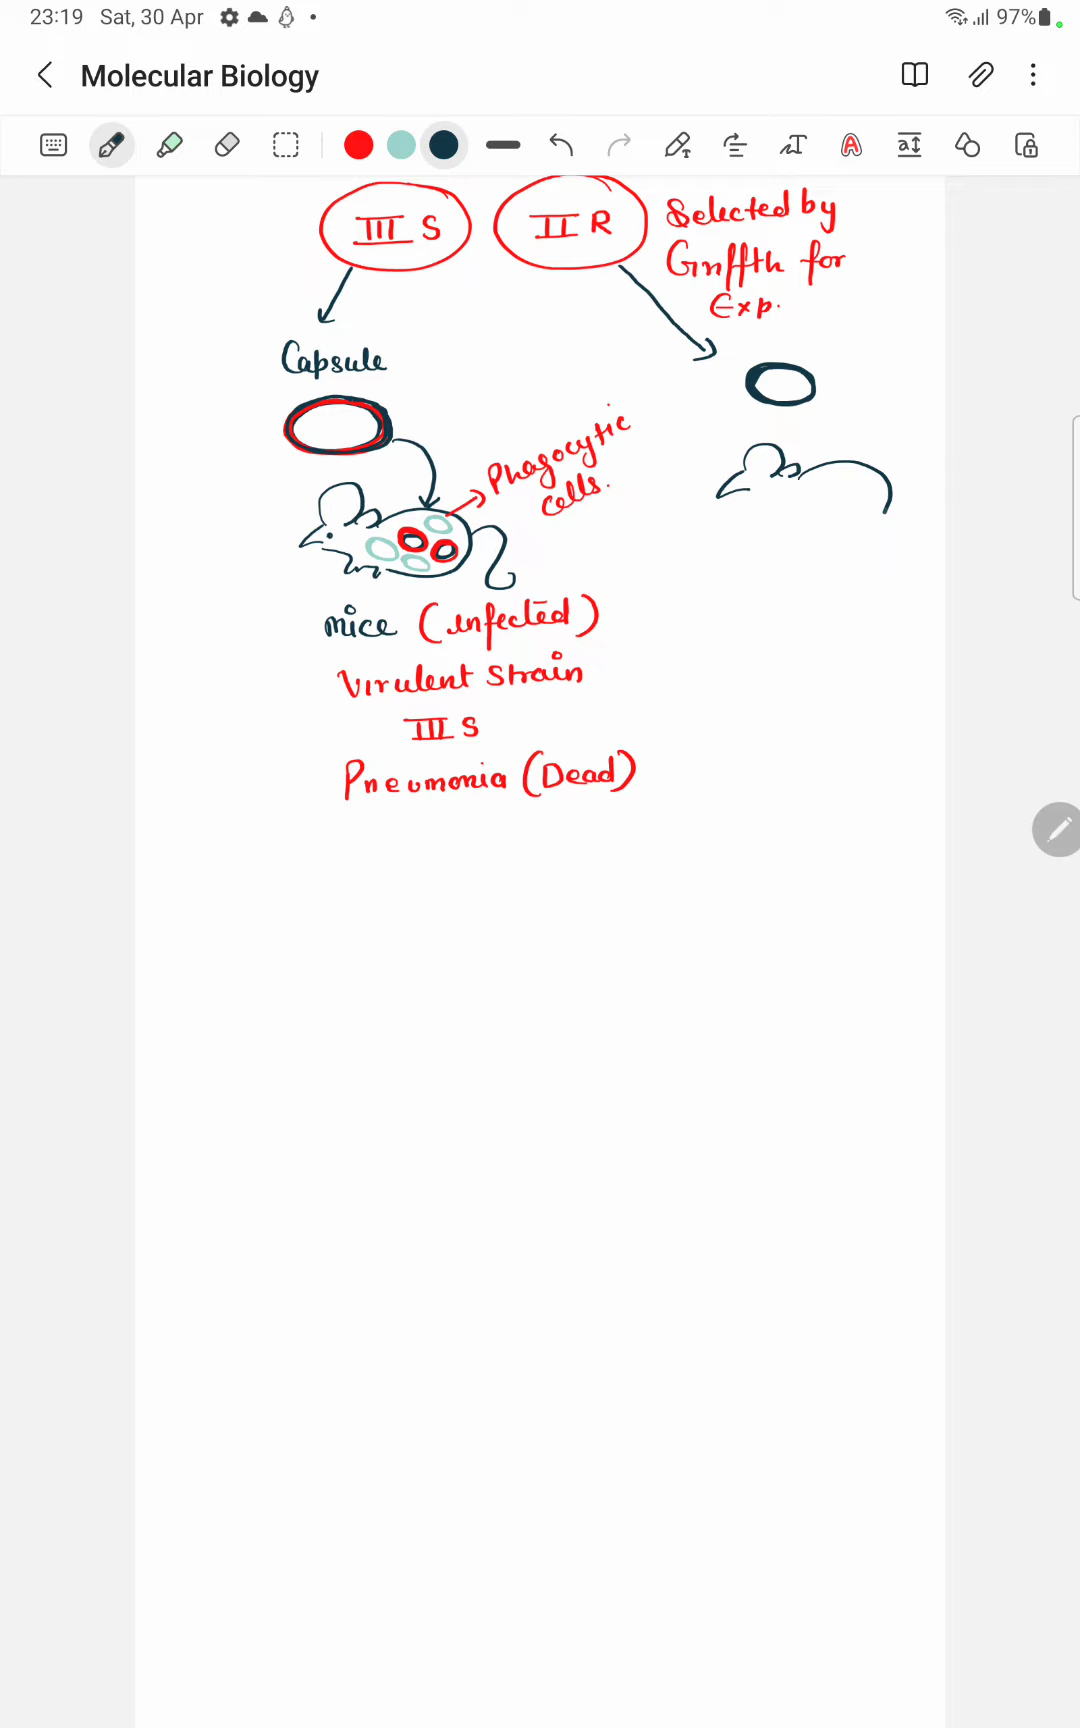 23:19 Sat, 30 Apr
97%
Molecular Biology
III S
II R
Selected by
Griffth for
Exp.
Capsule
Phagocytic
cells.
mice (infected)
Virulent strain
III S
Pneumonia (Dead)